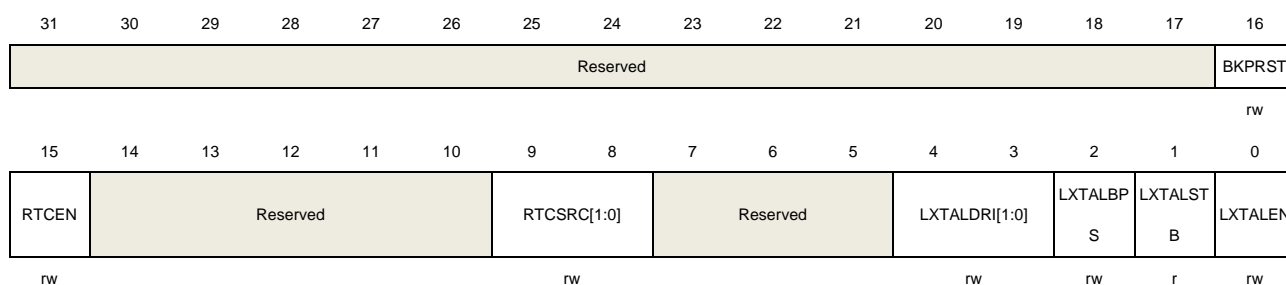 31 30 29 28 27 26 25 24 23 22 21 20 19 18 17 16
Reserved BKPRST
rw
15 14 13 12 11 10 9 8 7 6 5 4 3 2 1 0
RTCEN Reserved RTCSRC[1:0] Reserved LXTALDRI[1:0] LXTALBP LXTALST LXTALEN
S B
rw rw rw rw r rw